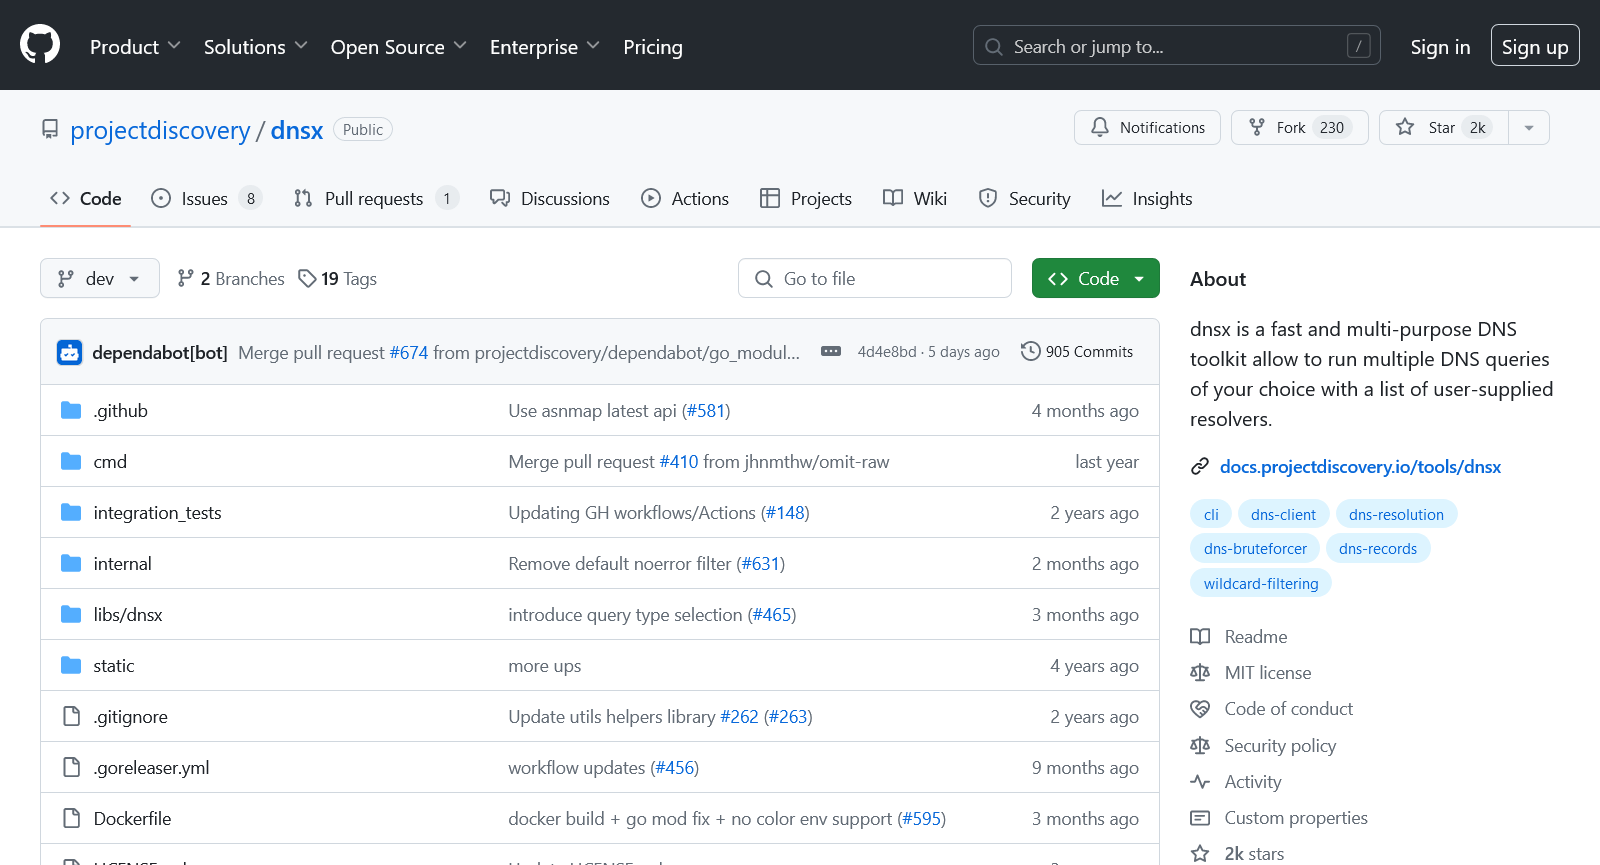 Product Solutions Open Source Enterprise Pricing Search or jump to... / Sign in Sign up
projectdiscovery / dnsx Public Notifications Fork 230 Star 2k
Code Issues 8 Pull requests 1 Discussions Actions Projects Wiki Security Insights
dev 2 Branches 19 Tags Go to file Code
dependabot[bot] Merge pull request #674 from projectdiscovery/dependabot/go_modul... 4d4e8bd · 5 days ago 905 Commits
.github Use asnmap latest api (#581) 4 months ago
cmd Merge pull request #410 from jhnmthw/omit-raw last year
integration_tests Updating GH workflows/Actions (#148) 2 years ago
internal Remove default noerror filter (#631) 2 months ago
libs/dnsx introduce query type selection (#465) 3 months ago
static more ups 4 years ago
.gitignore Update utils helpers library #262 (#263) 2 years ago
.goreleaser.yml workflow updates (#456) 9 months ago
Dockerfile docker build + go mod fix + no color env support (#595) 3 months ago
About
dnsx is a fast and multi-purpose DNS
toolkit allow to run multiple DNS queries
of your choice with a list of user-supplied
resolvers.
docs.projectdiscovery.io/tools/dnsx
cli dns-client dns-resolution
dns-bruteforcer dns-records
wildcard-filtering
Readme
MIT license
Code of conduct
Security policy
Activity
Custom properties
2k stars